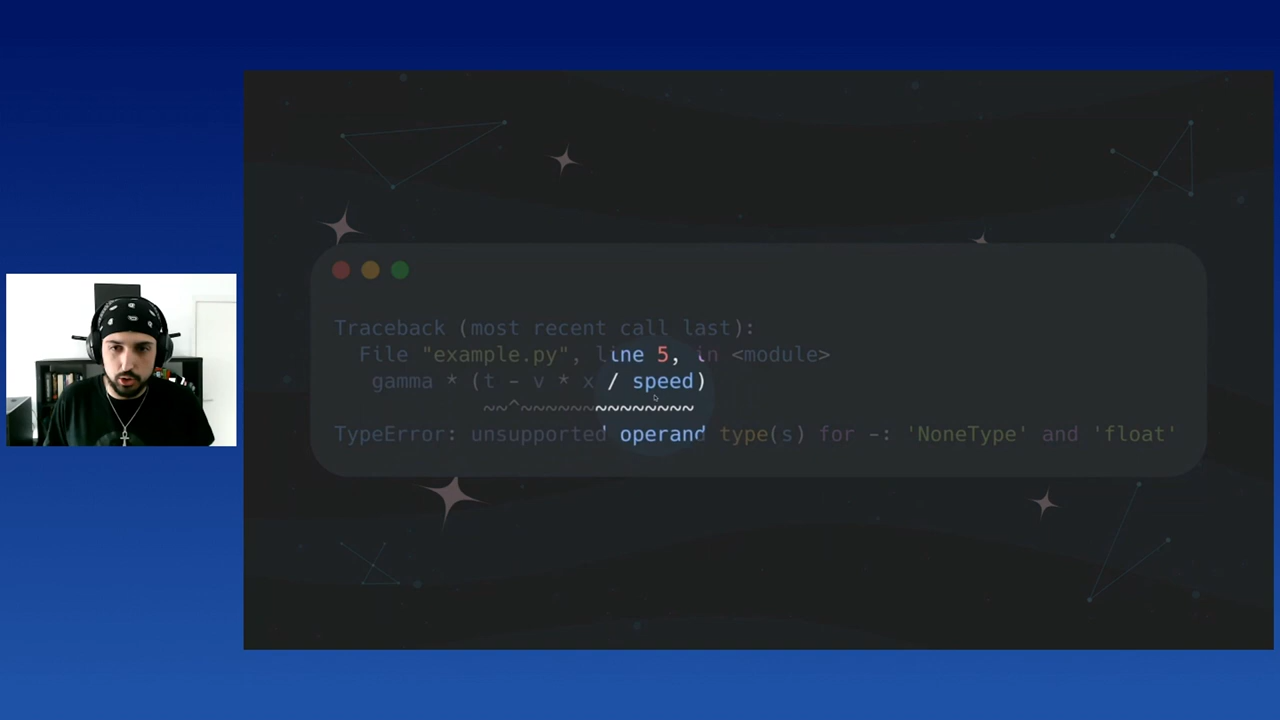 Traceback (most recent call last):
File "example.py", line 5, in <module>
gamma * (t - v * x / speed)
~~^~~~~~~~~~~~~~
TypeError: unsupported operand type(s) for -: 'NoneType' and 'float'